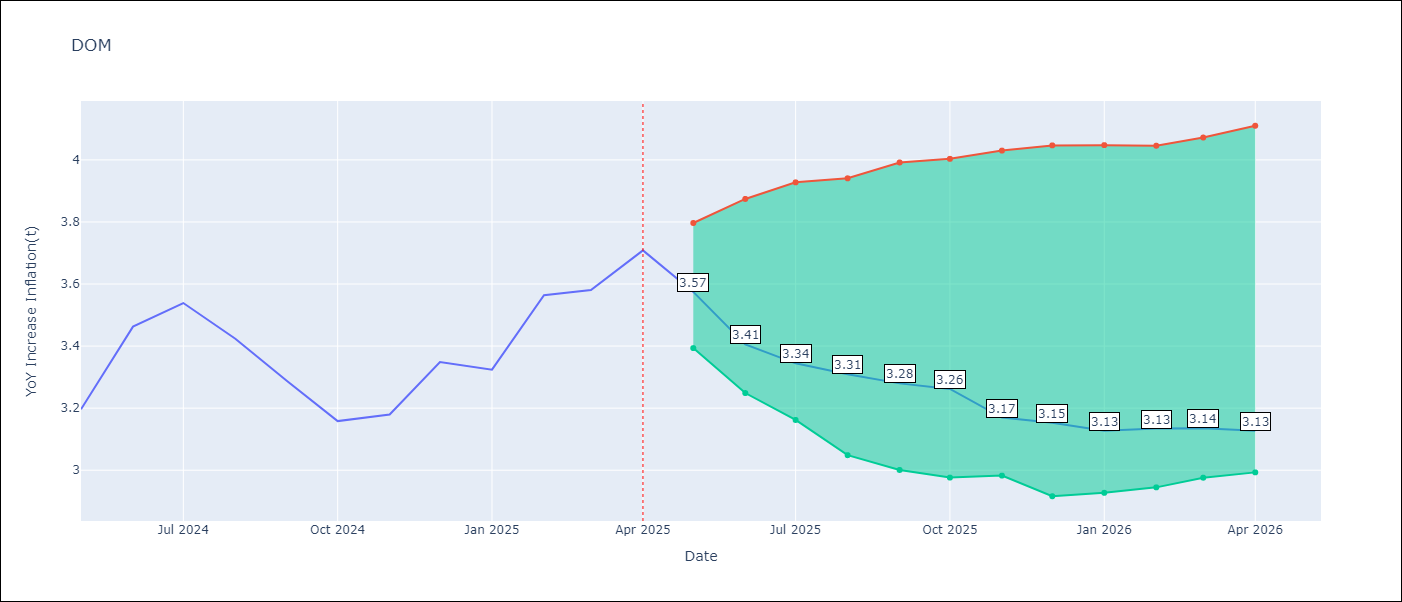 DOM
YoY Increase Inflation(t)
4
3.8
3.6
3.4
3.2
3
3.57
3.41
3.34
3.31
3.28
3.26
3.17
3.15
3.13
3.13
3.14
3.13
Jul 2024
Oct 2024
Jan 2025
Apr 2025
Jul 2025
Oct 2025
Jan 2026
Apr 2026
Date